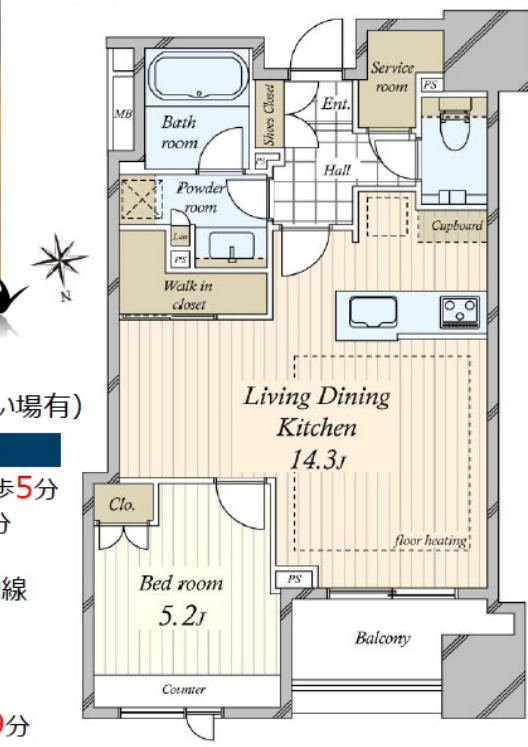 Service
room
PS
MB
Bath
room
Shoes Closet
Ent.
PS
Hall
Powder
room
Lin
PS
Cupboard
Walk in
closet
N
Living Dining
Kitchen
14.3J
floor heating
Clo.
Bed room
5.2J
PS
Balcony
Counter
い場有)
歩5分
分
線
9分